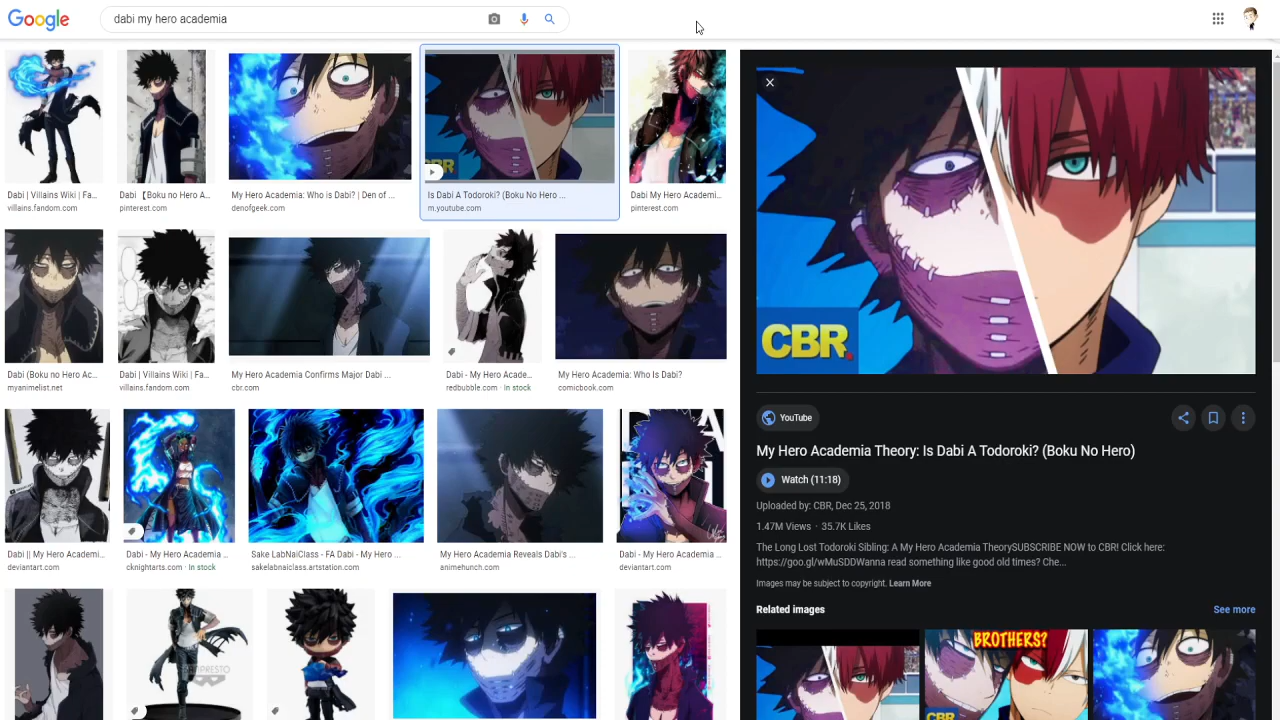 Google
dabi my hero academia
Dabi | Villains Wiki | Fa...
villains.fandom.com
Dabi 【Boku no Hero A...
pinterest.com
My Hero Academia: Who is Dabi? | Den of ...
denofgeek.com
Is Dabi A Todoroki? (Boku No Hero ...
m.youtube.com
Dabi My Hero Academi...
pinterest.com
Dabi (Boku no Hero Ac...
myanimelist.net
Dabi | Villains Wiki | Fa...
villains.fandom.com
My Hero Academia Confirms Major Dabi ...
cbr.com
Dabi - My Hero Acade...
redbubble.com · In stock
My Hero Academia: Who Is Dabi?
comicbook.com
Dabi || My Hero Academi...
deviantart.com
Dabi - My Hero Academia ...
cknightarts.com · In stock
Sake LabNaiClass - FA Dabi - My Hero ...
sakelabnaiclass.artstation.com
My Hero Academia Reveals Dabi's ...
animehunch.com
Dabi - My Hero Academia ...
deviantart.com
CBR.
YouTube
My Hero Academia Theory: Is Dabi A Todoroki? (Boku No Hero)
Watch (11:18)
Uploaded by: CBR, Dec 25, 2018
1.47M Views · 35.7K Likes
The Long Lost Todoroki Sibling: A My Hero Academia TheorySUBSCRIBE NOW to CBR! Click here:
https://goo.gl/wMuSDDWanna read something like good old times? Che...
Images may be subject to copyright. Learn More
Related images
See more
BROTHERS?
CBR